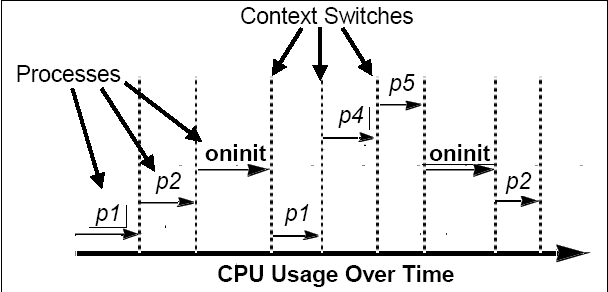 Context Switches
Processes
p5
p4
oninit
oninit
p2
p2
p1
p1
CPU Usage Over Time